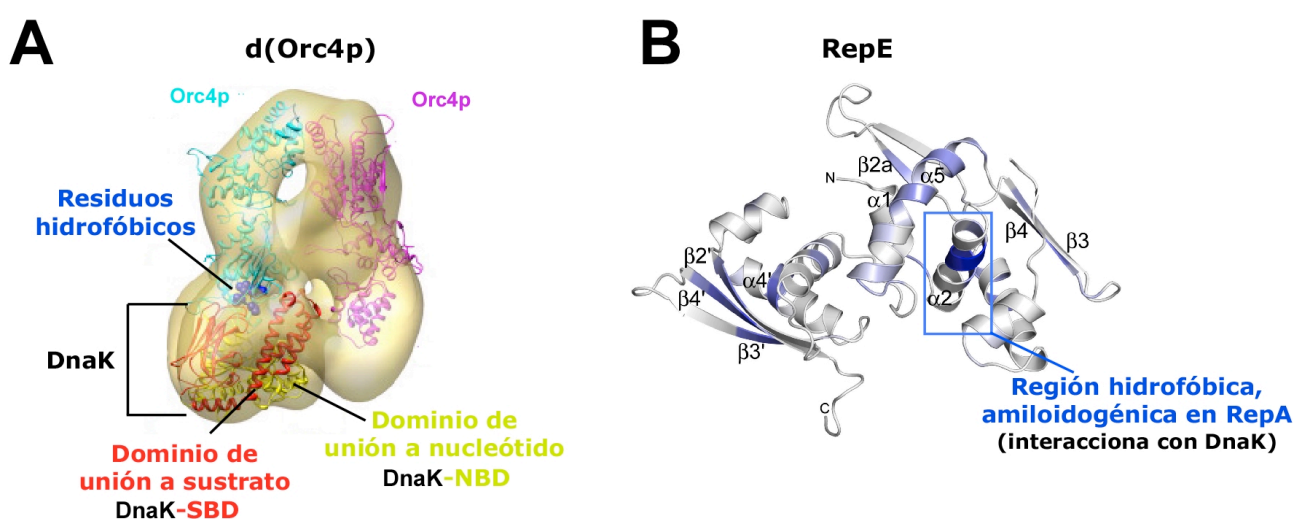 A
d(Orc4p)
Orc4p
Orc4p
Residuos
hidrofóbicos
DnaK
Dominio de
unión a nucleótido
DnaK-NBD
Dominio de
unión a sustrato
DnaK-SBD
B
RepE
N
β2a
α5
α1
β4
β3
α2
β2'
β4'
α4'
β3'
C
Región hidrofóbica,
amiloidogénica en RepA
(interacciona con DnaK)